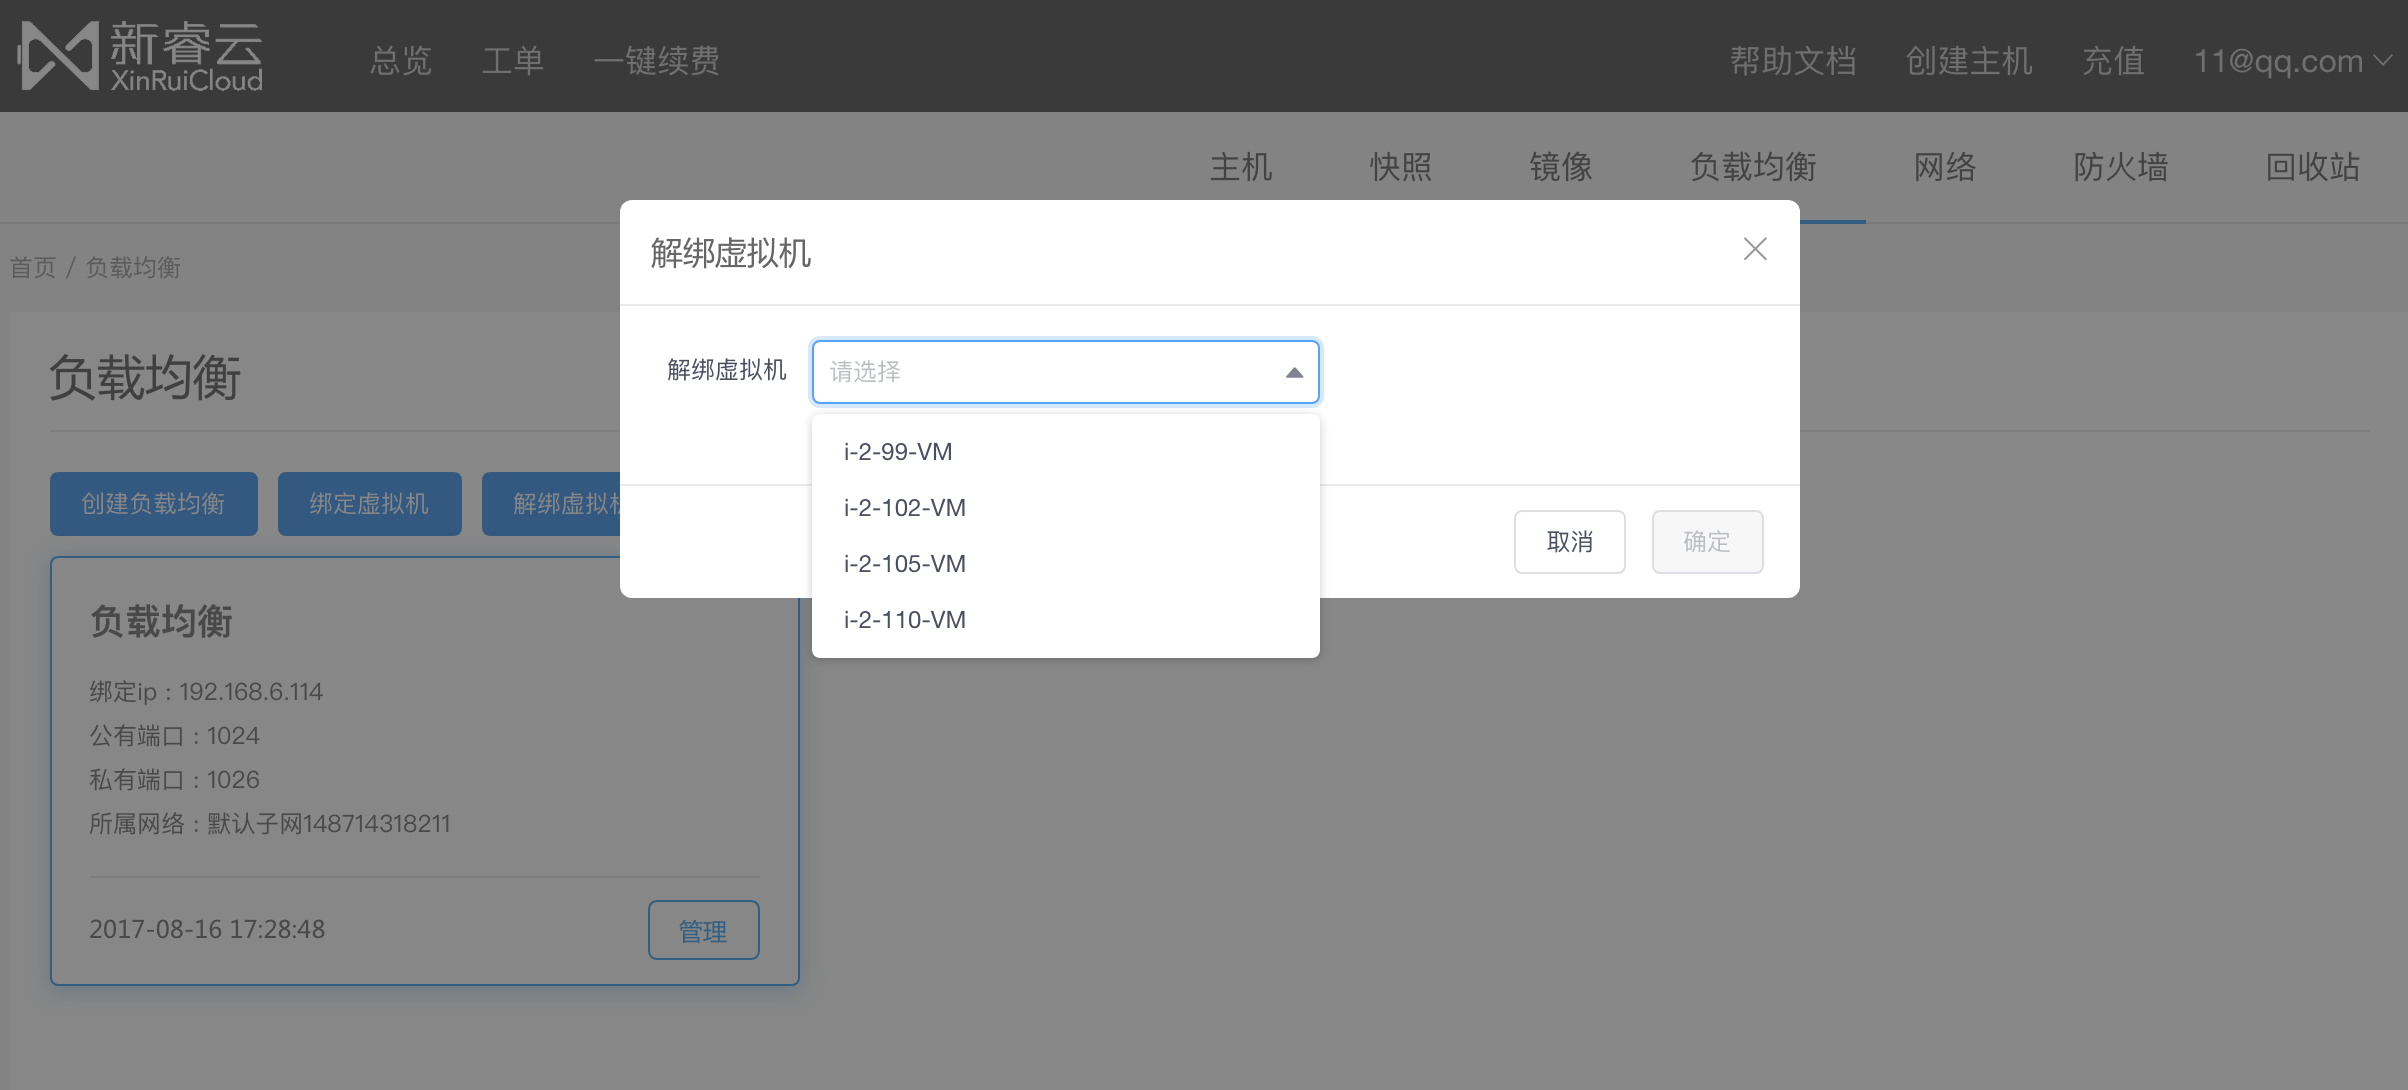 新睿云
XinRuiCloud
总览 工单 一键续费 帮助文档 创建主机 充值 11@qq.com
主机 快照 镜像 负载均衡 网络 防火墙 回收站
首页 / 负载均衡
解绑虚拟机
解绑虚拟机 请选择
i-2-99-VM
i-2-102-VM
i-2-105-VM
i-2-110-VM
取消 确定
负载均衡
创建负载均衡 绑定虚拟机 解绑虚拟机
负载均衡
绑定ip : 192.168.6.114
公有端口 : 1024
私有端口 : 1026
所属网络 : 默认子网148714318211
2017-08-16 17:28:48 管理